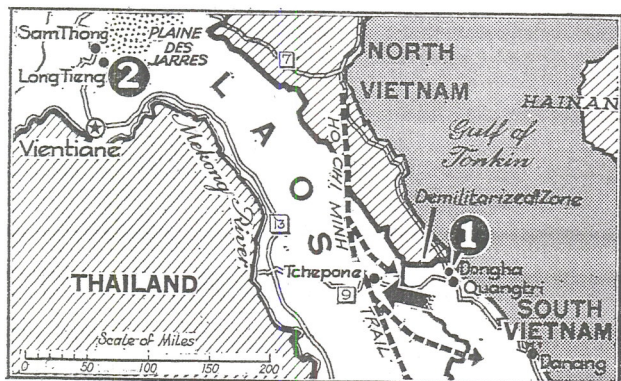 Sam Thong
PLAINE
DES
JARRES
Long Tieng
2
Vientiane
7
NORTH
VIETNAM
HAINAN
Gulf of
Tonkin
LAOS
HO CHI MINH
TRAIL
Mekong River
13
Demilitarized Zone
1
Tchepone
9
Dongha
Quangtri
THAILAND
SOUTH
VIETNAM
Danang
Scale of Miles
0 50 100 150 200